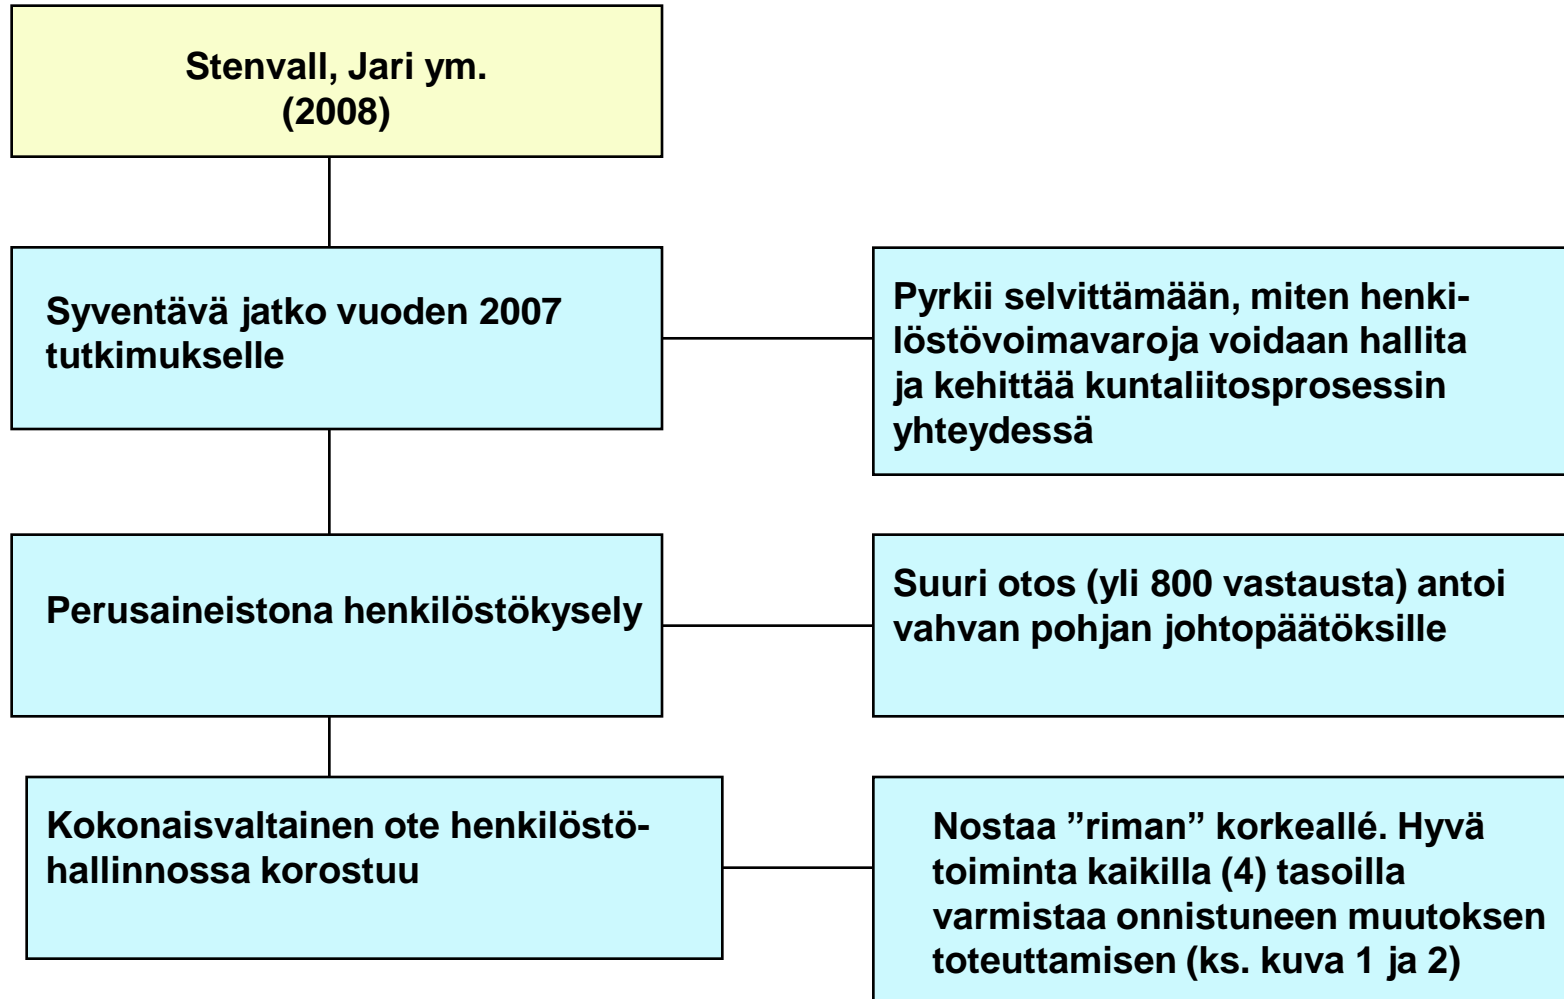 Stenvall, Jari ym.
(2008)
Syventävä jatko vuoden 2007
tutkimukselle
Pyrkii selvittämään, miten henki-
löstövoimavaroja voidaan hallita
ja kehittää kuntaliitosprosessin
yhteydessä
Perusaineistona henkilöstökysely
Suuri otos (yli 800 vastausta) antoi
vahvan pohjan johtopäätöksille
Kokonaisvaltainen ote henkilöstö-
hallinnossa korostuu
Nostaa ”riman” korkeallé. Hyvä
toiminta kaikilla (4) tasoilla
varmistaa onnistuneen muutoksen
toteuttamisen (ks. kuva 1 ja 2)